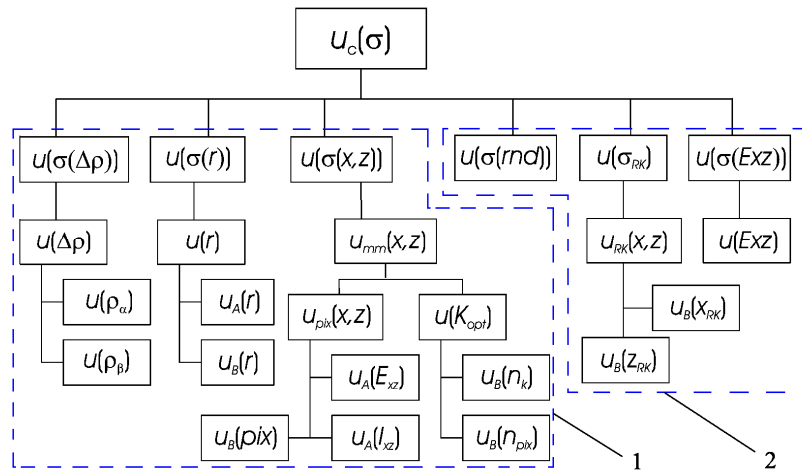 u_c(σ)
u(σ(Δρ)) u(σ(r)) u(σ(x,z)) u(σ(rnd)) u(σ_RK) u(σ(Exz))
u(Δρ) u(r) u_mm(x,z) u_RK(x,z) u(Exz)
u(ρ_α) u_A(r) u_pix(x,z) u(K_opt) u_B(x_RK)
u(ρ_β) u_B(r) u_A(E_xz) u_B(n_k) u_B(z_RK)
u_B(pix) u_A(I_xz) u_B(n_pix) 1 2